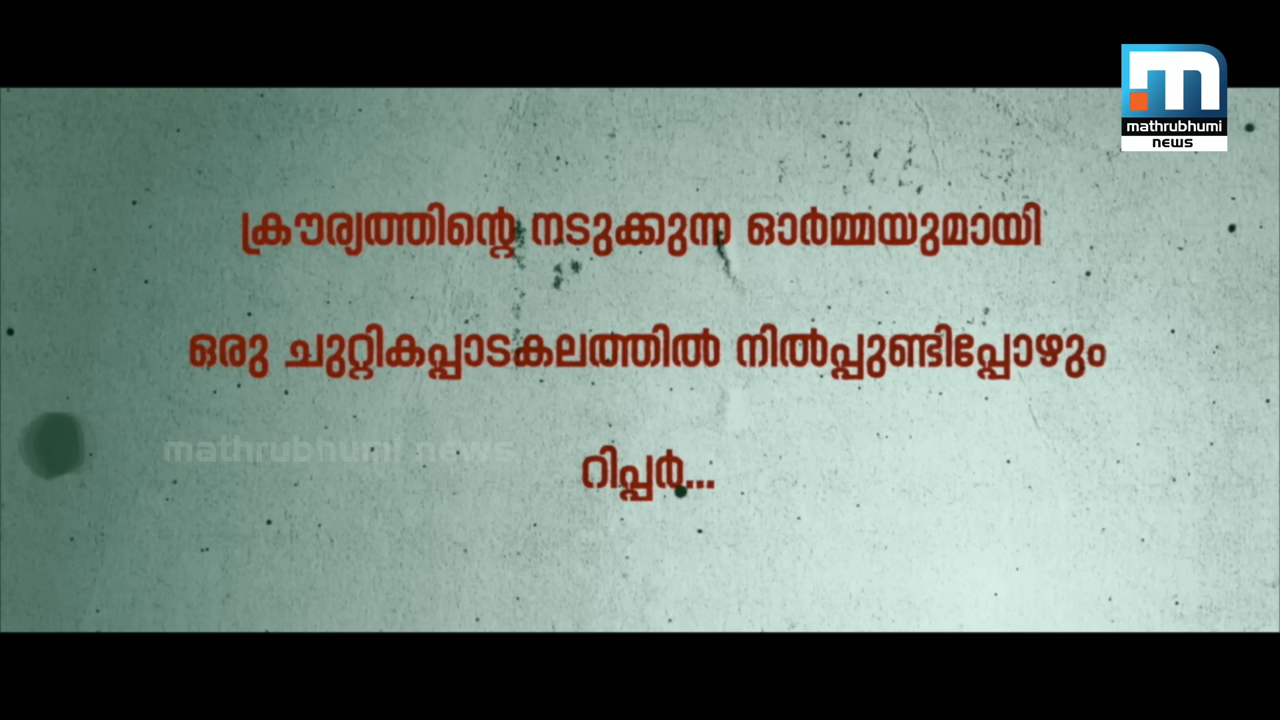 mathrubhumi
news
ക്രൗര്യത്തിന്റെ നടുക്കുന്ന ഓർമ്മയുമായി
ഒരു ചുറ്റികപ്പാടകലത്തിൽ നിൽപ്പുണ്ടിപ്പോഴും
mathrubhumi news
റിപ്പർ...